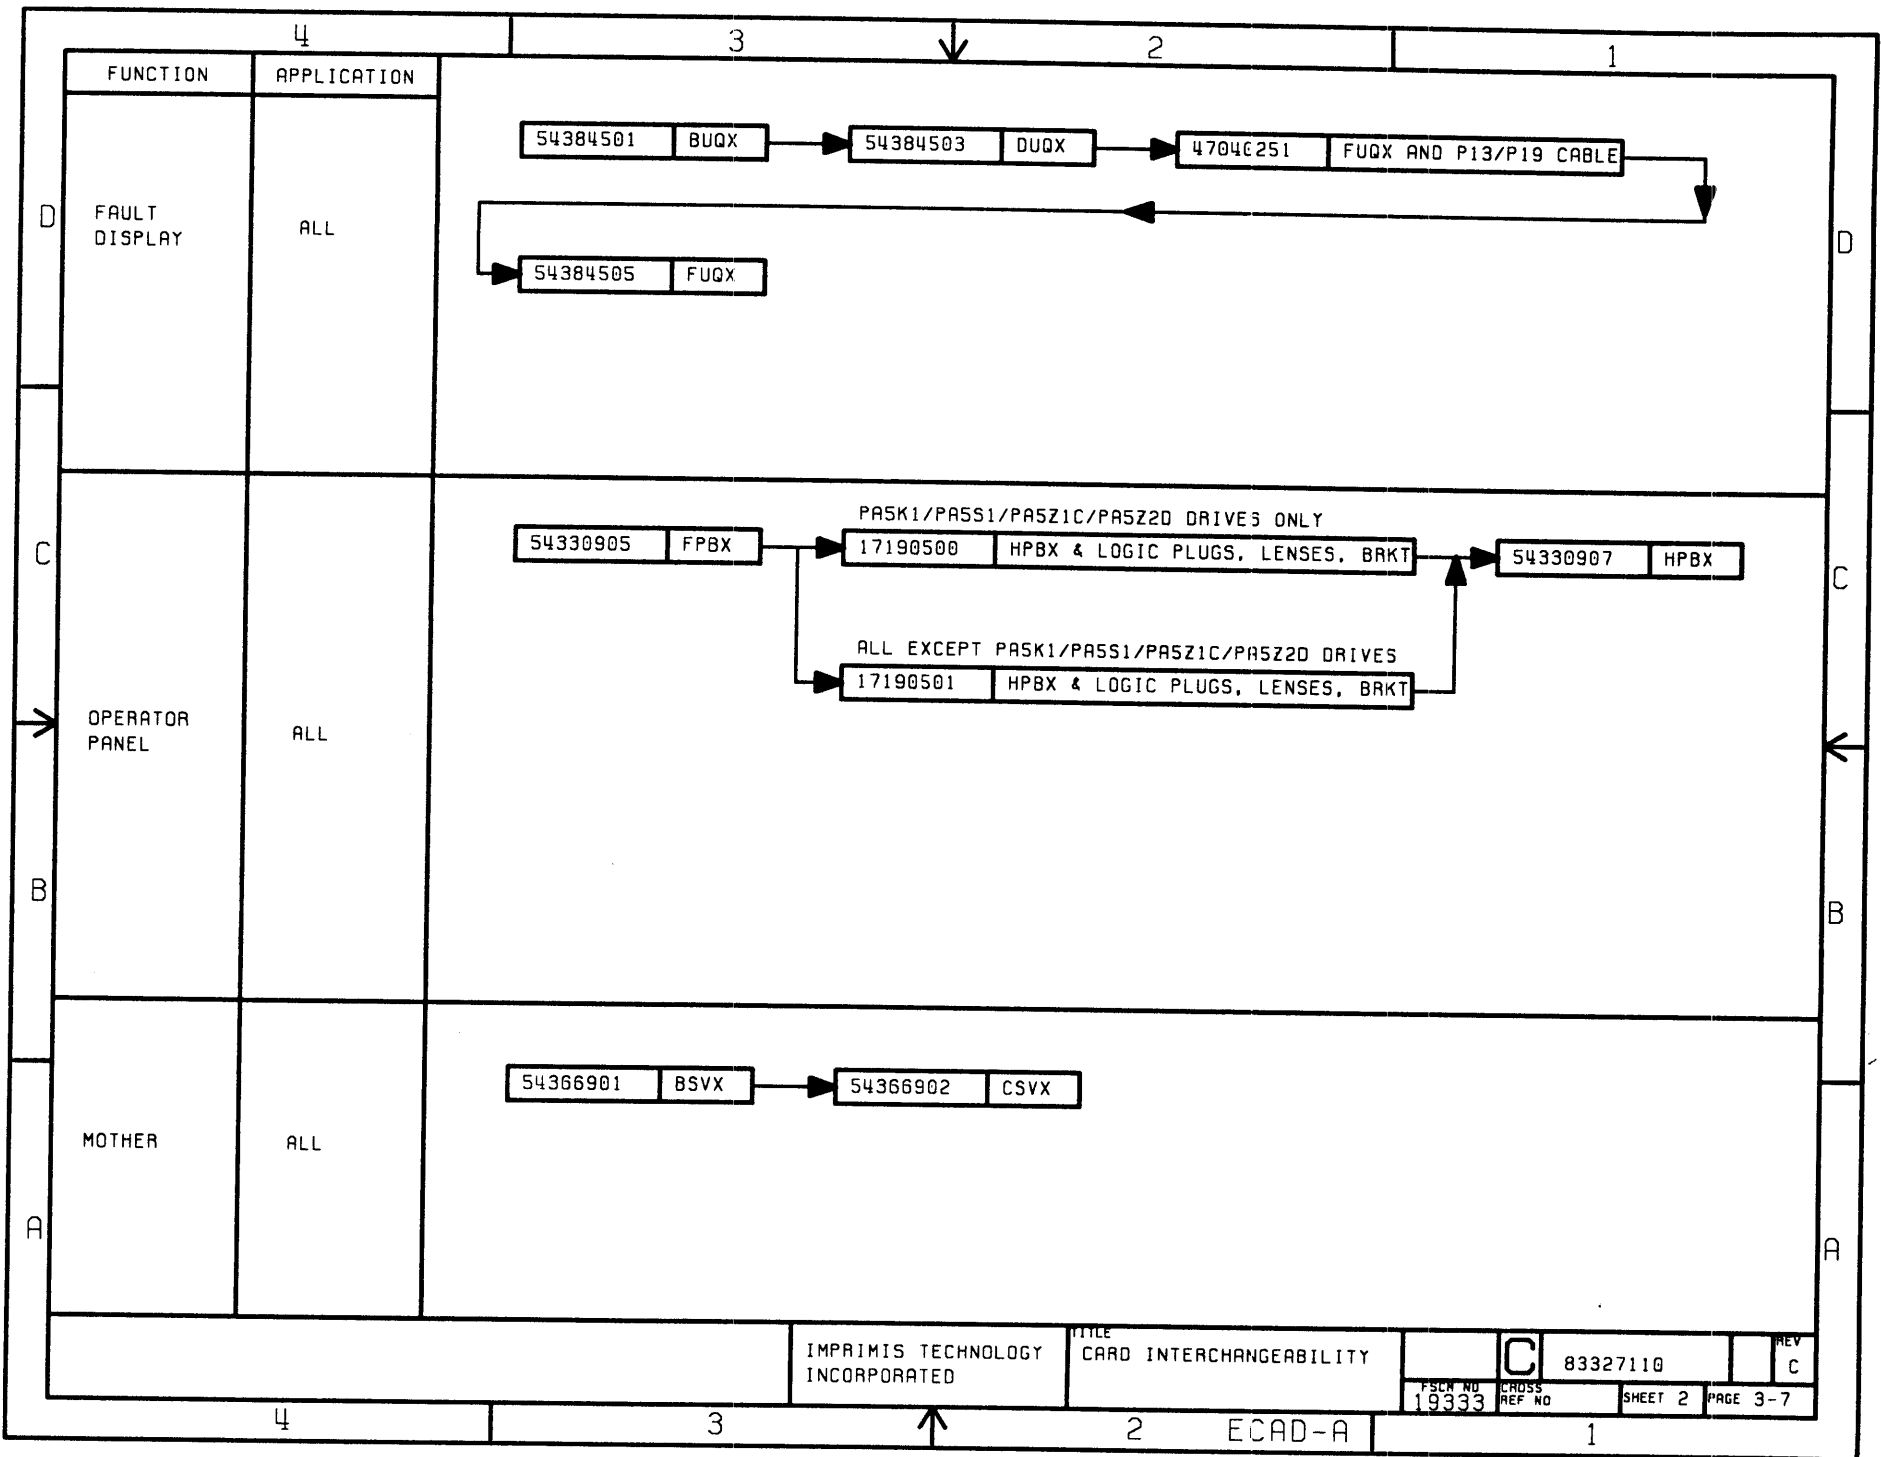 4 3 2 1
FUNCTION APPLICATION
54384501 BUQX 54384503 DUQX 47040251 FUQX AND P13/P19 CABLE
D D
FAULT
DISPLAY
ALL
54384505 FUQX
PA5K1/PA5S1/PA5Z1C/PA5Z2D DRIVES ONLY
C C
54330905 FPBX 17190500 HPBX & LOGIC PLUGS, LENSES, BRKT 54330907 HPBX
ALL EXCEPT PA5K1/PA5S1/PA5Z1C/PA5Z2D DRIVES
17190501 HPBX & LOGIC PLUGS, LENSES, BRKT
OPERATOR
PANEL
ALL
B B
54366901 BSVX 54366902 CSVX
MOTHER ALL
A A
IMPRIMIS TECHNOLOGY
INCORPORATED
TITLE
CARD INTERCHANGEABILITY
C 83327110
REV
C
FSCM NO
19333
CROSS
REF NO
SHEET 2 PAGE 3-7
4 3 2 ECAD-A 1